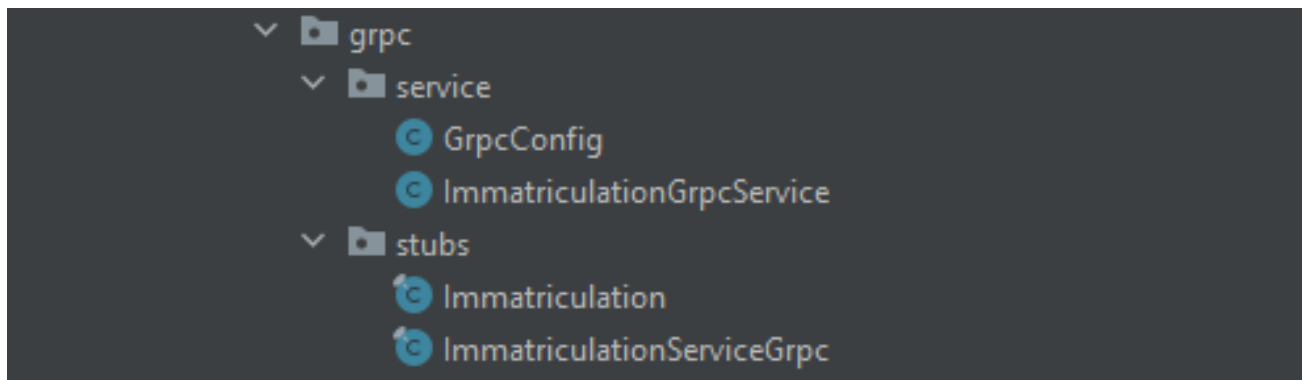 grpc
service
GrpcConfig
ImmatriculationGrpcService
stubs
Immatriculation
ImmatriculationServiceGrpc